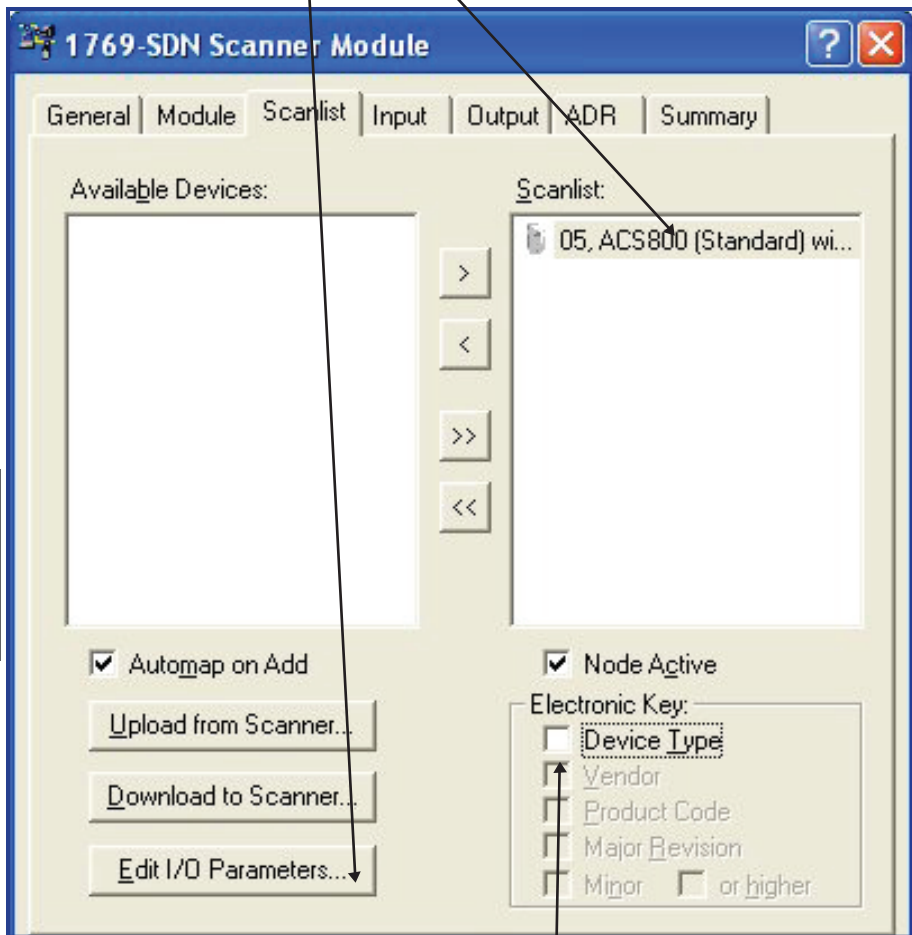 1769-SDN Scanner Module
General Module Scanlist Input Output ADR Summary
Available Devices:
Scanlist:
05, ACS800 (Standard) wi...
>
<
>>
<<
Automap on Add
Node Active
Upload from Scanner...
Download to Scanner...
Edit I/O Parameters...
Electronic Key:
Device Type
Vendor
Product Code
Major Revision
Minor or higher